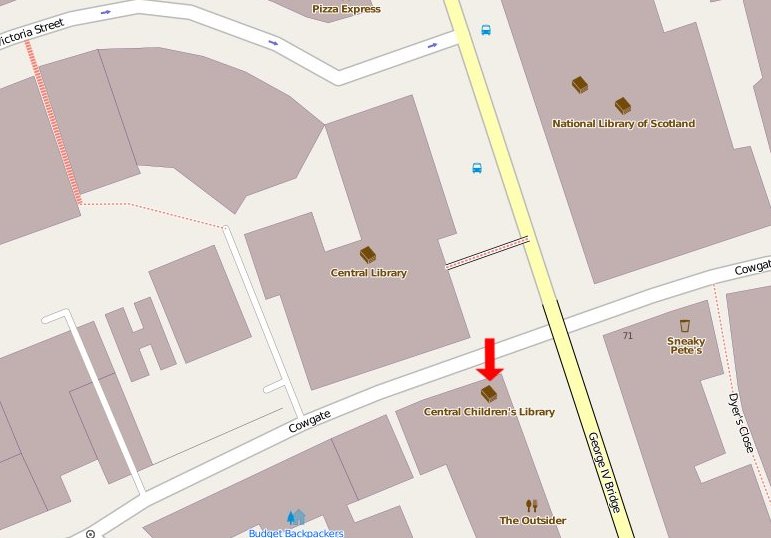 Pizza Express
Victoria Street
National Library of Scotland
Central Library
Cowgat
71
Sneaky
Pete's
Central Children's Library
Dyer's Close
Cowgate
George IV Bridge
The Outsider
Budget Backpackers